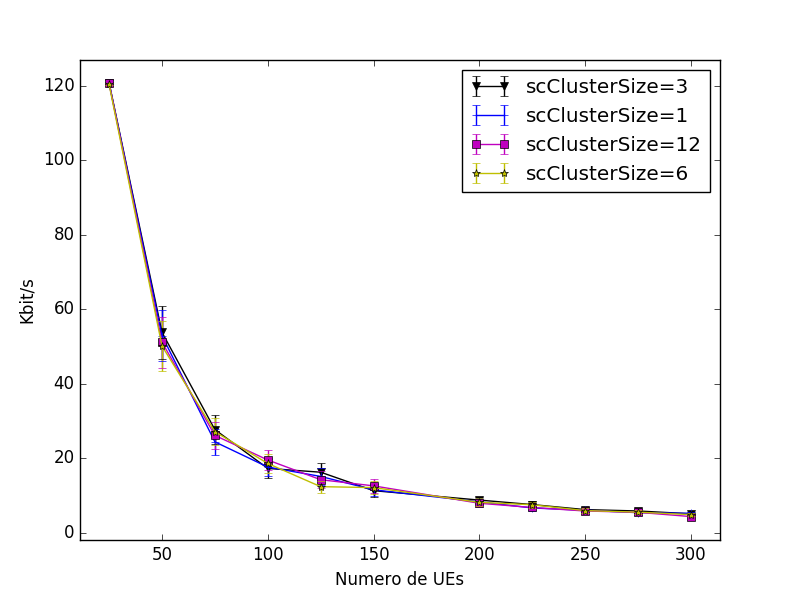 120
100
80
60
40
20
0
Kbit/s
50 100 150 200 250 300
Numero de UEs
scClusterSize=3
scClusterSize=1
scClusterSize=12
scClusterSize=6